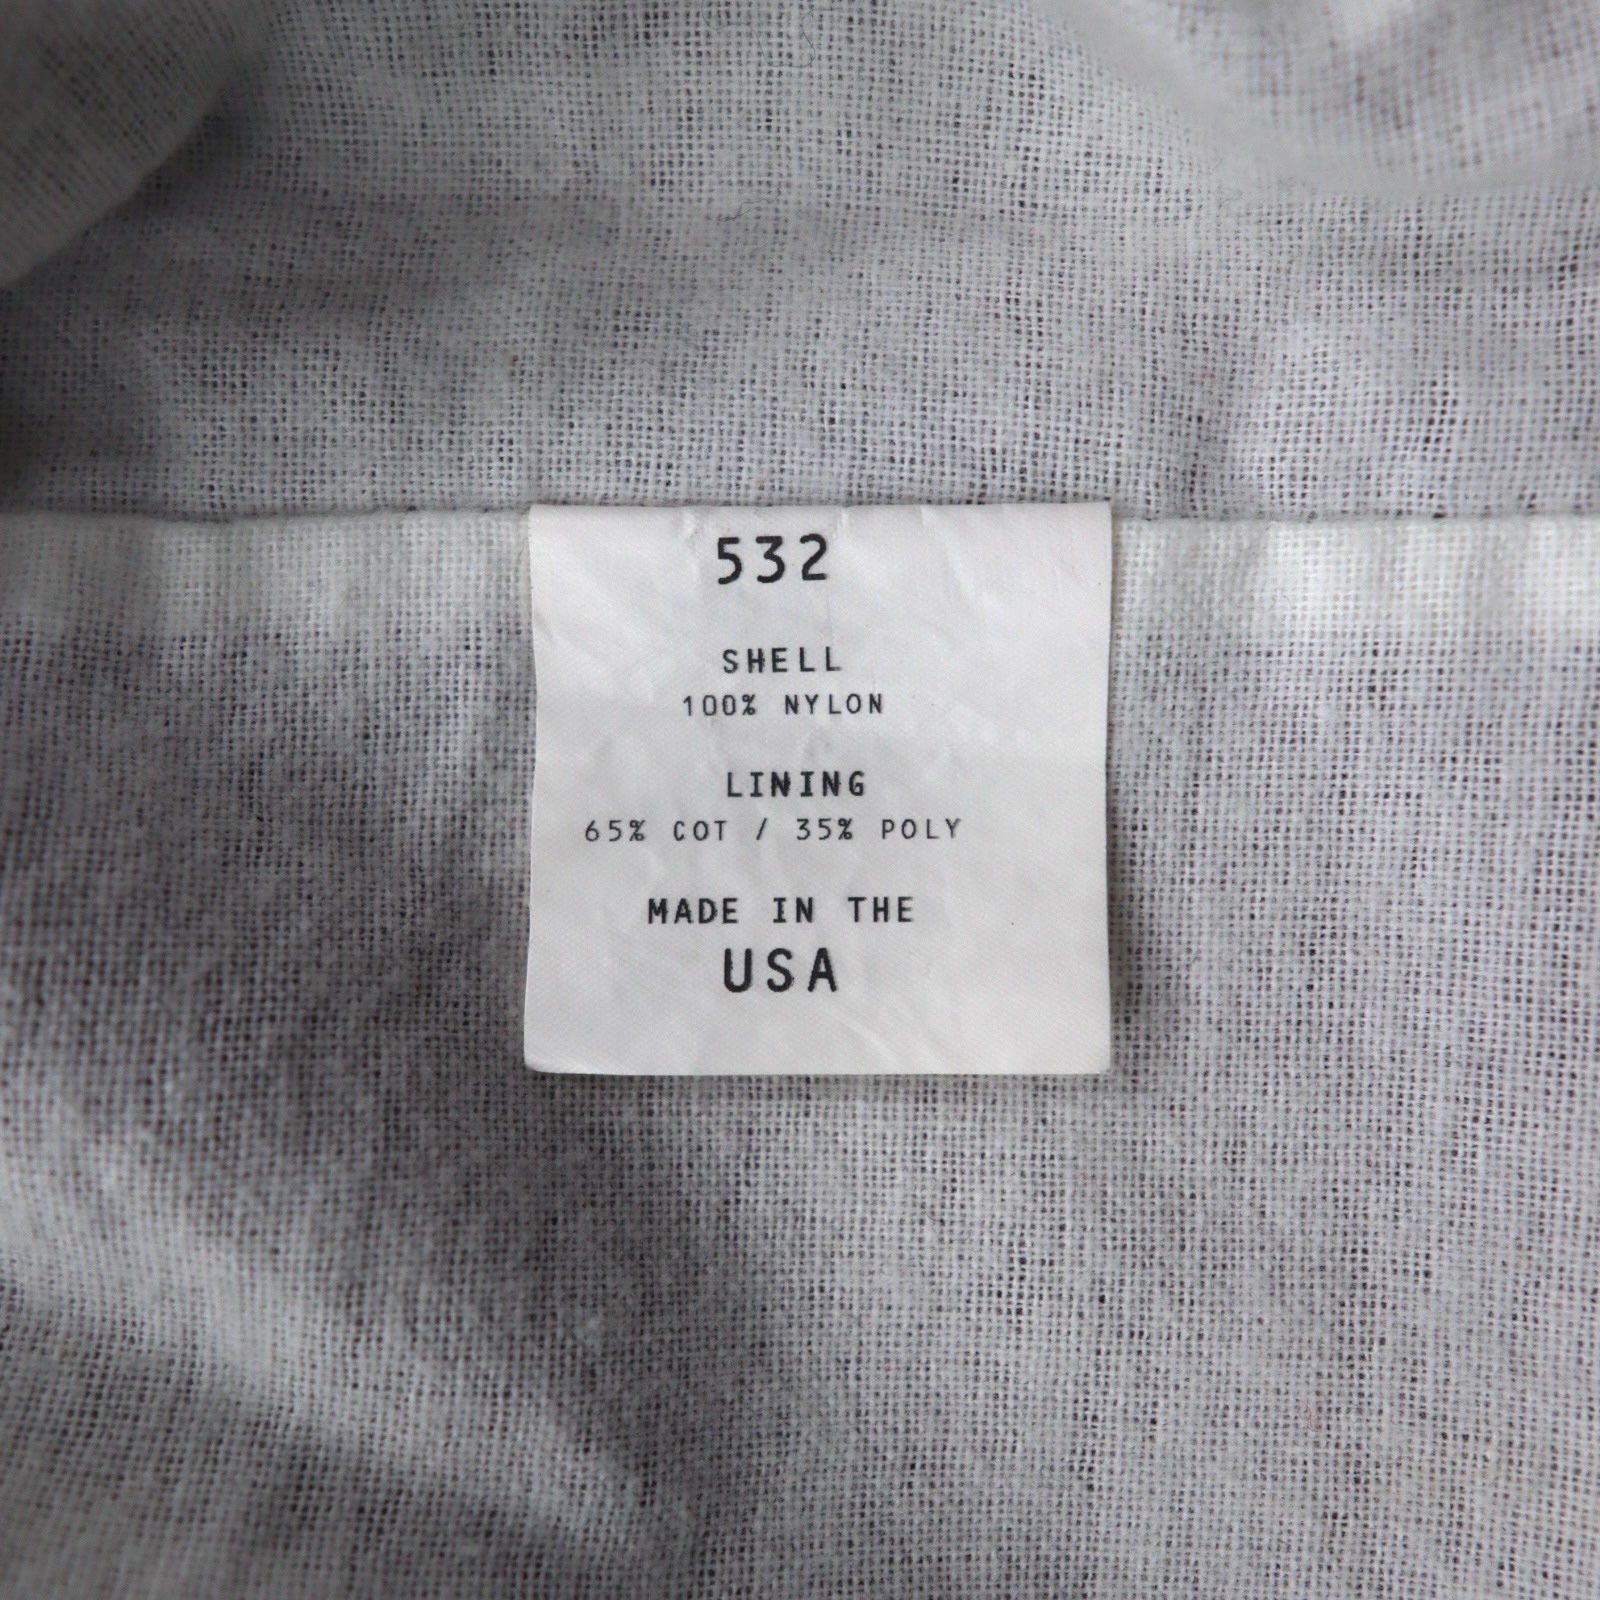 532
SHELL
100% NYLON
LINING
65% COT / 35% POLY
MADE IN THE
USA